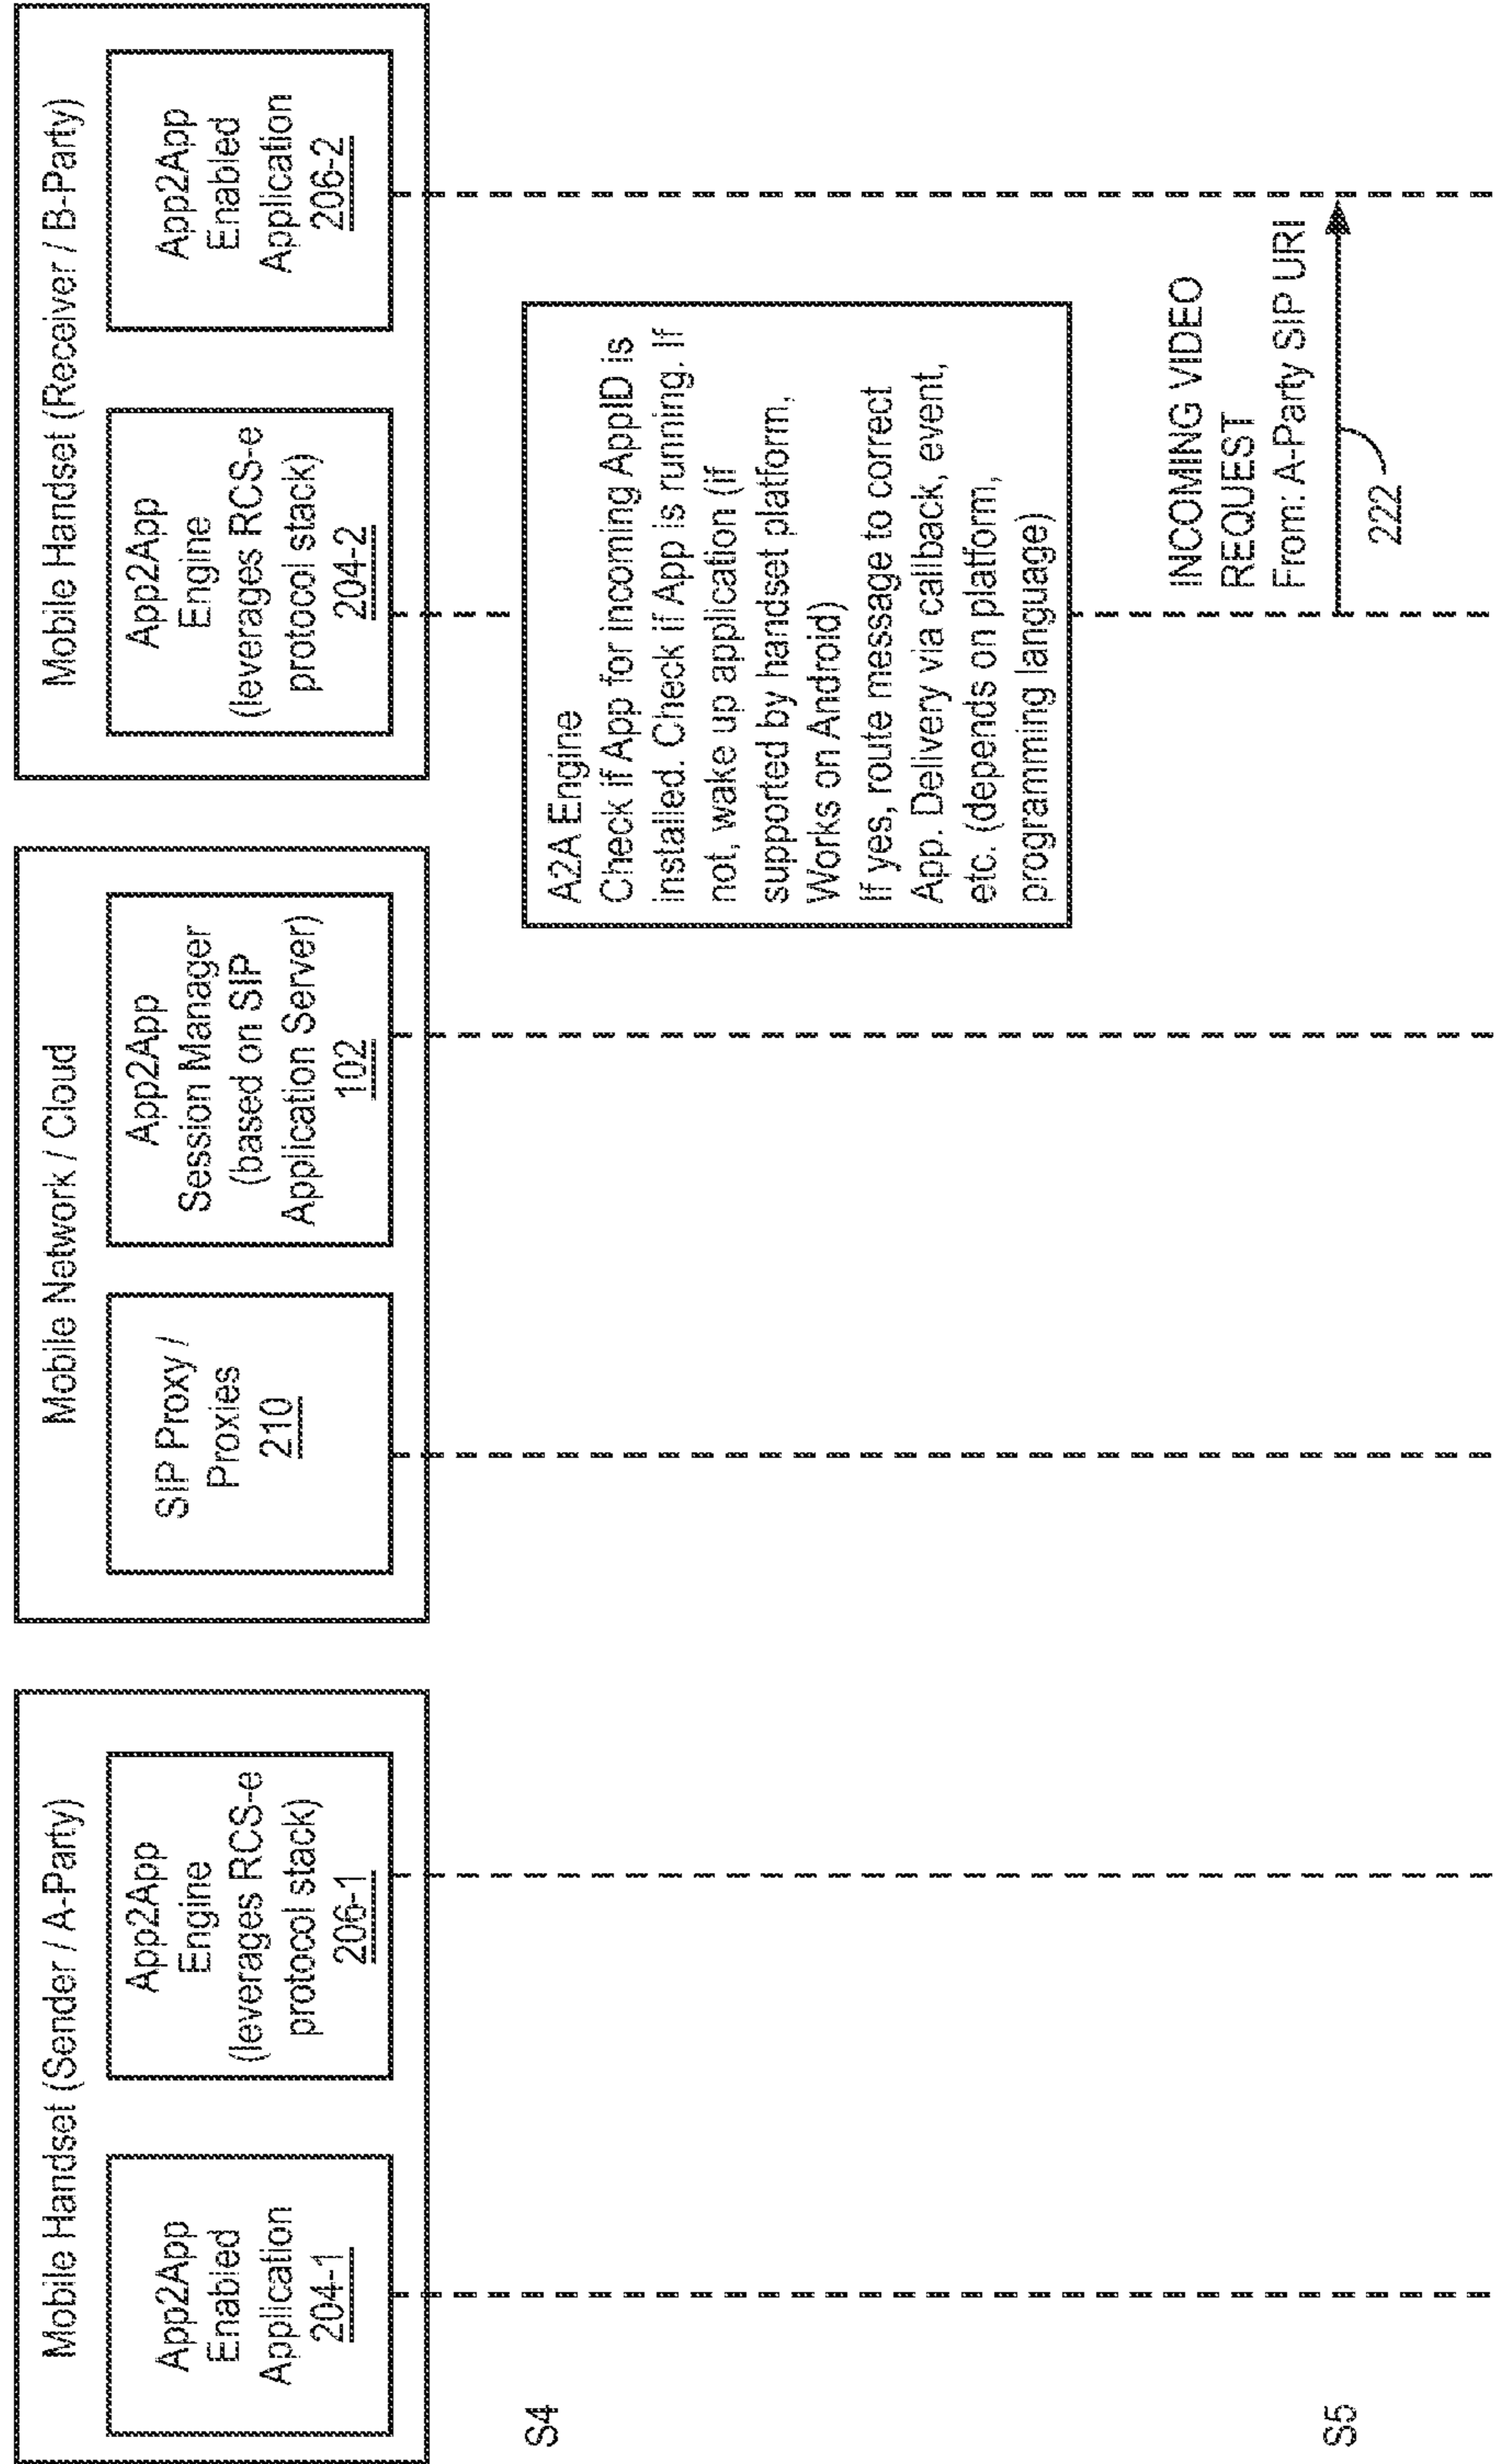 Mobile Handset (Sender / A-Party)
App2App
Enabled
Application
204-1
App2App
Engine
(leverages RCS-e
protocol stack)
206-1
Mobile Network / Cloud
SIP Proxy /
Proxies
210
App2App
Session Manager
(based on SIP
Application Server)
102
Mobile Handset (Receiver / B-Party)
App2App
Engine
(leverages RCS-e
protocol stack)
204-2
App2App
Enabled
Application
206-2
S4
A2A Engine
Check if App for incoming AppID is
installed. Check if App is running. If
not, wake up application (if
supported by handset platform,
Works on Android)
If yes, route message to correct
App. Delivery via callback, event,
etc. (depends on platform,
programming language)
S5
INCOMING VIDEO
REQUEST
From: A-Party SIP URI
222